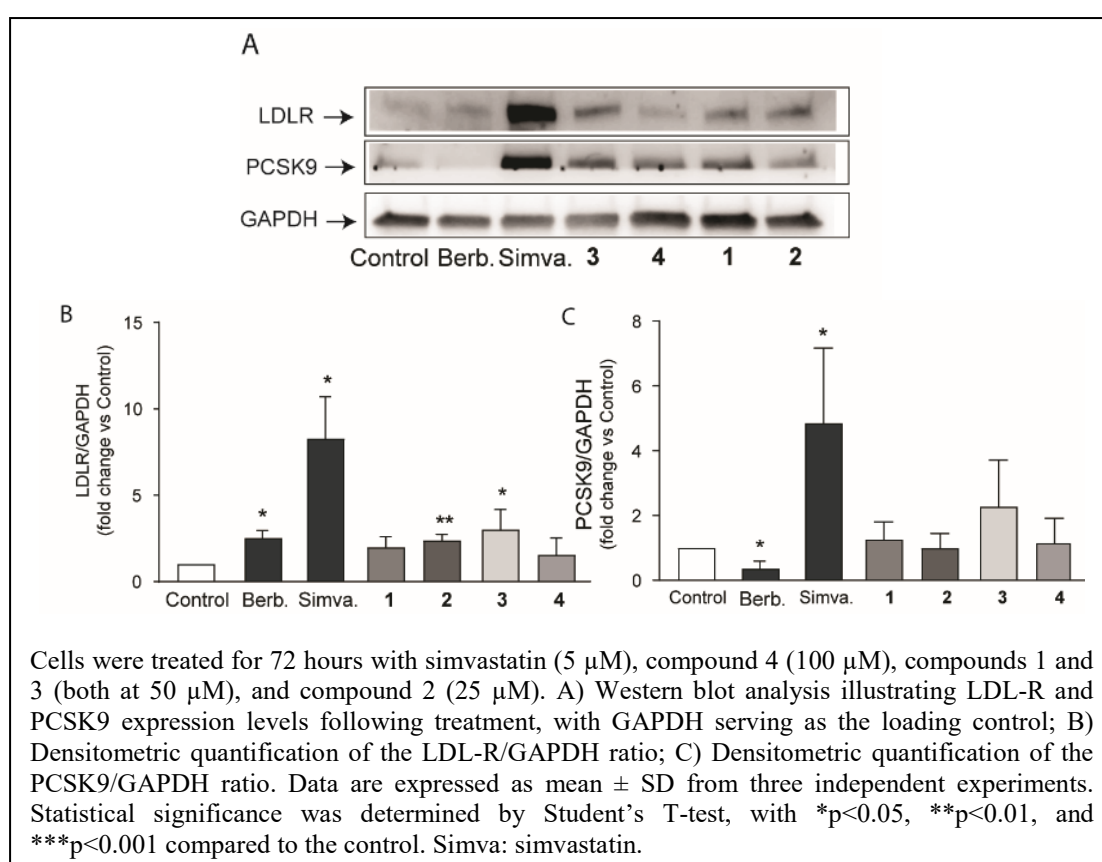 A
LDLR
PCSK9
GAPDH
Control Berb. Simva. 3 4 1 2
B
15
10
5
0
LDLR/GAPDH
(fold change vs Control)
*
*
**
*
Control Berb. Simva. 1 2 3 4
C
8
6
4
2
0
PCSK9/GAPDH
(fold change vs Control)
*
*
Control Berb. Simva. 1 2 3 4
Cells were treated for 72 hours with simvastatin (5 µM), compound 4 (100 µM), compounds 1 and
3 (both at 50 µM), and compound 2 (25 µM). A) Western blot analysis illustrating LDL-R and
PCSK9 expression levels following treatment, with GAPDH serving as the loading control; B)
Densitometric quantification of the LDL-R/GAPDH ratio; C) Densitometric quantification of the
PCSK9/GAPDH ratio. Data are expressed as mean ± SD from three independent experiments.
Statistical significance was determined by Student’s T-test, with *p<0.05, **p<0.01, and
***p<0.001 compared to the control. Simva: simvastatin.